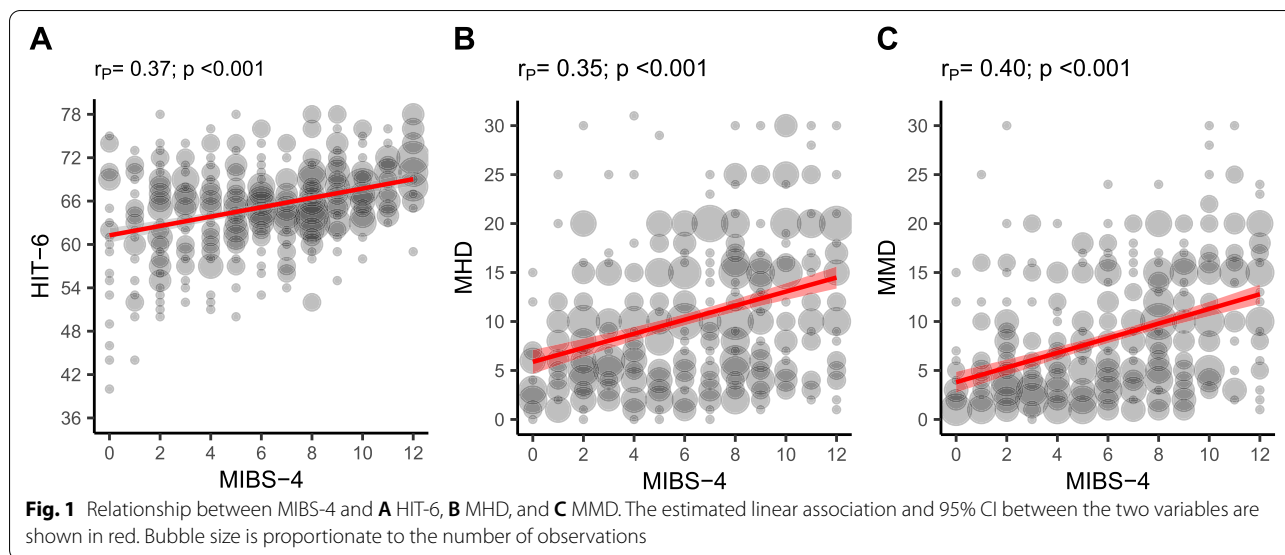 A
B
C
rP= 0.37; p <0.001
rP= 0.35; p <0.001
rP= 0.40; p <0.001
HIT−6
78
72
66
60
54
48
42
36
0 2 4 6 8 10 12
MIBS−4
MHD
30
25
20
15
10
5
0
0 2 4 6 8 10 12
MIBS−4
MMD
30
25
20
15
10
5
0
0 2 4 6 8 10 12
MIBS−4
Fig. 1 Relationship between MIBS-4 and A HIT-6, B MHD, and C MMD. The estimated linear association and 95% CI between the two variables are
shown in red. Bubble size is proportionate to the number of observations